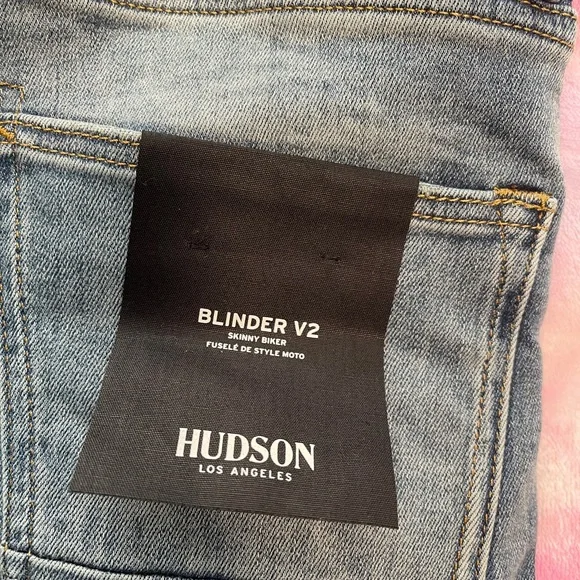 BLINDER V2
SKINNY BIKER
FUSELÉ DE STYLE MOTO
HUDSON
LOS ANGELES